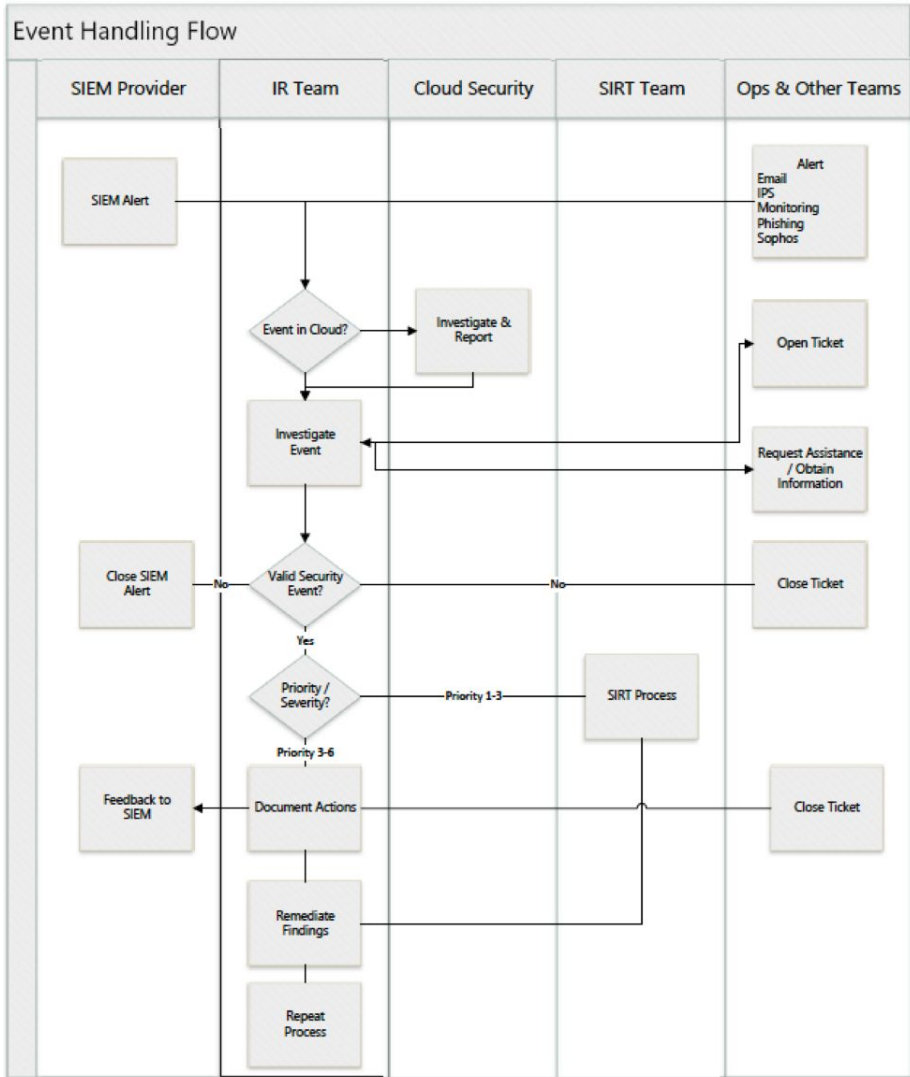 Event Handling Flow
SIEM Provider
IR Team
Cloud Security
SIRT Team
Ops & Other Teams
SIEM Alert
Alert
Email
IPS
Monitoring
Phishing
Sophos
Event in Cloud?
Investigate &
Report
Open Ticket
Investigate
Event
Request Assistance
/ Obtain
Information
Close SIEM
Alert
No
Valid Security
Event?
No
Close Ticket
Yes
Priority /
Severity?
Priority 1-3
SIRT Process
Priority 3-6
Feedback to
SIEM
Document Actions
Close Ticket
Remediate
Findings
Repeat
Process